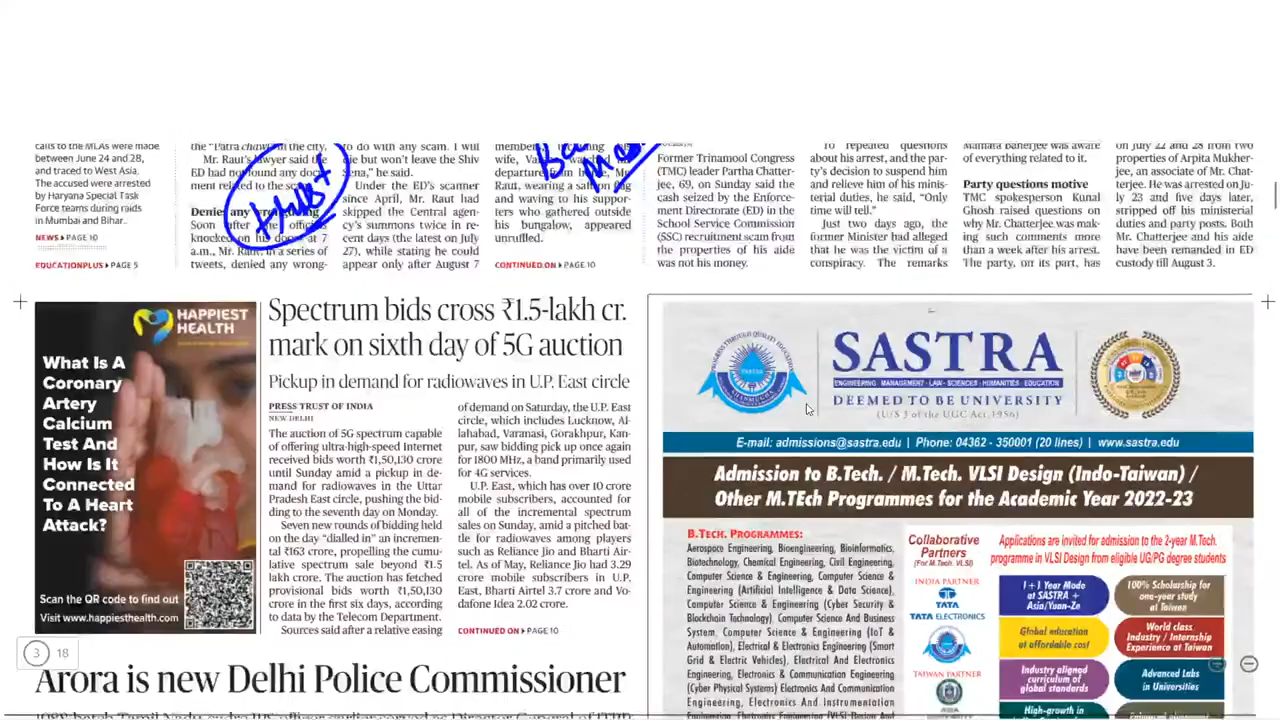 calls to the MLAs were made
between June 24 and 28,
and traced to West Asia.
The accused were arrested
by Haryana Special Task
Force teams during raids
in Mumbai and Bihar.
NEWS PAGE 10
EDUCATIONPLUS PAGE 5
the "Patra chawl in the city.
Mr. Raut's lawyer said the
ED had not found any docu-
ment related to the
Soon after the
knocked on his door at 7
a.m., Mr. Raut, in a series of
tweets, denied any wrong-
to do with any scam. I will
die but won't leave the Shiv
Sena," he said.
Under the ED's scanner
since April, Mr. Raut had
skipped the Central agen-
cy's summons twice in re-
cent days (the latest on July
27), while stating he could
appear only after August 7
departure from
Raut, wearing a saffron
and waving to his suppor-
ters who gathered outside
his bungalow, appeared
unruffled.
CONTINUED ON PAGE 10
Former Trinamool Congress
(TMC) leader Partha Chatter-
jee, 69, on Sunday said the
cash seized by the Enforce-
ment Directorate (ED) in the
School Service Commission
(SSC) recruitment scam from
the properties of his aide
was not his money.
To repeated questions
about his arrest, and the par-
ty's decision to suspend him
and relieve him of his minis-
terial duties, he said, "Only
time will tell."
Just two days ago, the
former Minister had alleged
that he was the victim of a
conspiracy. The remarks
Mamata Banerjee was aware
of everything related to it.
Party questions motive
TMC spokesperson Kunal
Ghosh raised questions on
why Mr. Chatterjee was mak-
ing such comments more
than a week after his arrest.
The party, on its part, has
on July 22 and 28 from two
properties of Arpita Mukher-
jee, an associate of Mr. Chat-
terjee. He was arrested on Ju-
ly 23 and five days later,
stripped off his ministerial
duties and party posts. Both
Mr. Chatterjee and his aide
have been remanded in ED
custody till August 3.
HAPPIEST
HEALTH
What Is A
Coronary
Artery
Calcium
Test And
How Is It
Connected
To A Heart
Attack?
Scan the QR code to find out
Visit www.happiesthealth.com
Spectrum bids cross ₹1.5-lakh cr.
mark on sixth day of 5G auction
Pickup in demand for radiowaves in U.P. East circle
PRESS TRUST OF INDIA
NEW DELHI
The auction of 5G spectrum capable
of offering ultra-high-speed Internet
received bids worth ₹1,50,130 crore
until Sunday amid a pickup in de-
mand for radiowaves in the Uttar
Pradesh East circle, pushing the bid-
ding to the seventh day on Monday.
Seven new rounds of bidding held
on the day "dialled in" an incremen-
tal ₹163 crore, propelling the cumu-
lative spectrum sale beyond ₹1.5
lakh crore. The auction has fetched
provisional bids worth ₹1,50,130
crore in the first six days, according
to data by the Telecom Department.
Sources said after a relative easing
of demand on Saturday, the U.P. East
circle, which includes Lucknow, Al-
lahabad, Varanasi, Gorakhpur, Kan-
pur, saw bidding pick up once again
for 1800 MHz, a band primarily used
for 4G services.
U.P. East, which has over 10 crore
mobile subscribers, accounted for
all of the incremental spectrum
sales on Sunday, amid a pitched bat-
tle for radiowaves among players
such as Reliance Jio and Bharti Air-
tel. As of May, Reliance Jio had 3.29
crore mobile subscribers in U.P.
East, Bharti Airtel 3.7 crore and Vo-
dafone Idea 2.02 crore.
CONTINUED ON PAGE 10
SASTRA
ENGINEERING · MANAGEMENT · LAW · SCIENCES · HUMANITIES · EDUCATION
DEEMED TO BE UNIVERSITY
(U/S 3 of the UGC Act, 1956)
E-mail: admissions@sastra.edu | Phone: 04362 - 350001 (20 lines) | www.sastra.edu
Admission to B.Tech. / M.Tech. VLSI Design (Indo-Taiwan) /
Other M.TEch Programmes for the Academic Year 2022-23
B.TECH. PROGRAMMES:
Aerospace Engineering, Bioengineering, Bioinformatics,
Biotechnology, Chemical Engineering, Civil Engineering,
Computer Science & Engineering, Computer Science &
Engineering (Artificial Intelligence & Data Science),
Computer Science & Engineering (Cyber Security &
Blockchain Technology) Computer Science And Business
System, Computer Science & Engineering (IoT &
Automation), Electrical & Electronics Engineering (Smart
Grid & Electric Vehicles), Electrical And Electronics
Engineering, Electronics & Communication Engineering
(Cyber Physical Systems) Electronics And Communication
Engineering, Electronics And Instrumentation
Collaborative
Partners
(For M.Tech. VLSI)
INDIA PARTNER
TATA
TATA ELECTRONICS
TAIWAN PARTNER
Applications are invited for admission to the 2-year M.Tech.
programme in VLSI Design from eligible UG/PG degree students
1+1 Year Mode
at SASTRA +
Asia/Yuan-Ze
100% Scholarship for
one-year study
at Taiwan
Global education
at affordable cost
World class
Industry / Internship
Experience at Taiwan
Industry aligned
curriculum of
global standards
Advanced Labs
in Universities
High-growth in
3 18
Arora is new Delhi Police Commissioner